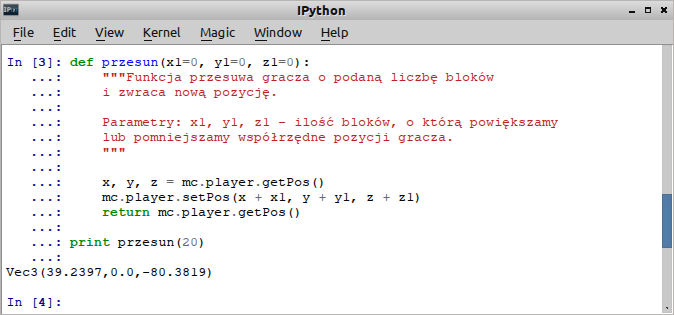 IPython
File Edit View Kernel Magic Window Help
In [3]: def przesun(x1=0, y1=0, z1=0):
   ...:     """Funkcja przesuwa gracza o podaną liczbę bloków
   ...:     i zwraca nową pozycję.
   ...:
   ...:     Parametry: x1, y1, z1 - ilość bloków, o którą powiększamy
   ...:     lub pomniejszamy współrzędne pozycji gracza.
   ...:     """
   ...:
   ...:     x, y, z = mc.player.getPos()
   ...:     mc.player.setPos(x + x1, y + y1, z + z1)
   ...:     return mc.player.getPos()
   ...:
   ...: print przesun(20)
   ...:
Vec3(39.2397,0.0,-80.3819)
In [4]: